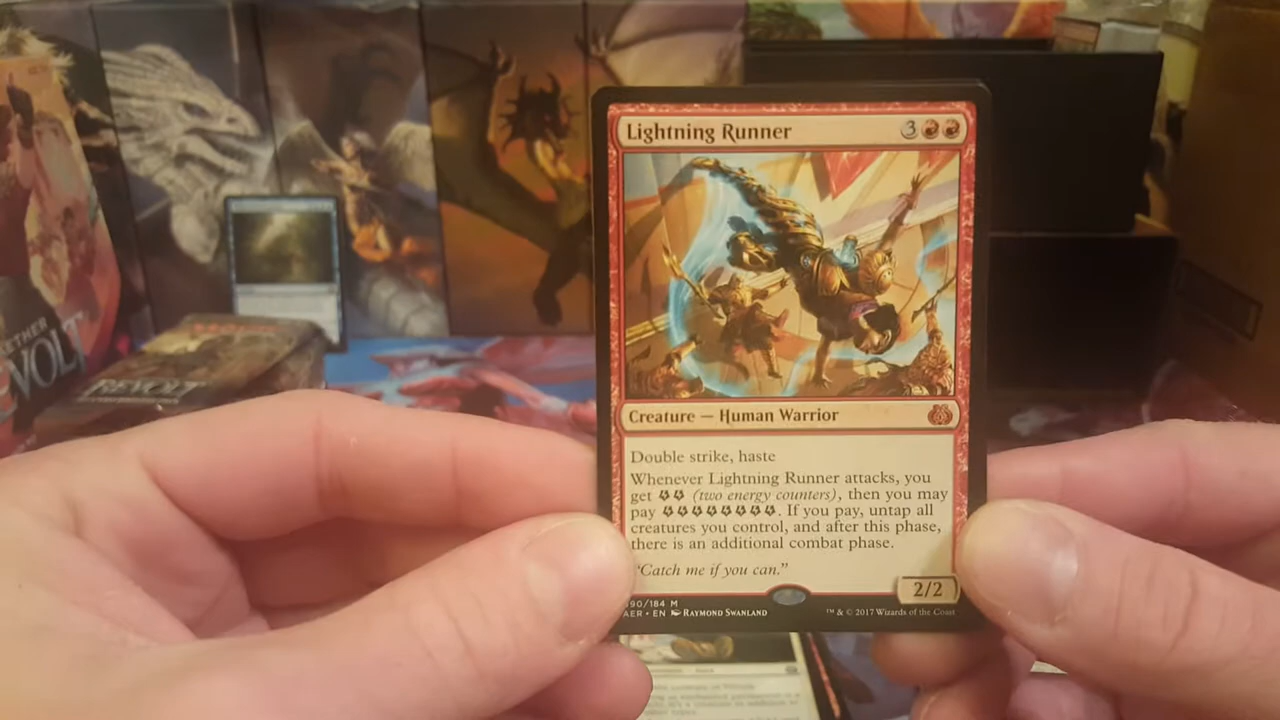 Lightning Runner 3
Creature — Human Warrior
Double strike, haste
Whenever Lightning Runner attacks, you
get (two energy counters), then you may
pay . If you pay, untap all
creatures you control, and after this phase,
there is an additional combat phase.
"Catch me if you can."
2/2
90/184 M
AER • EN RAYMOND SWANLAND
™ & © 2017 Wizards of the Coast
REVOLT